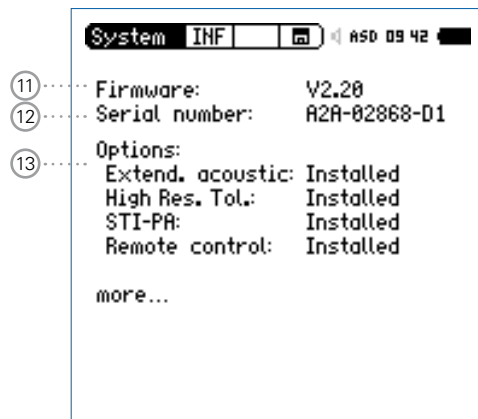 System INF ASD 09 42
11 Firmware: V2.20
12 Serial number: A2A-02868-D1
13 Options:
Extend. acoustic: Installed
High Res. Tol.: Installed
STI-PA: Installed
Remote control: Installed
more...